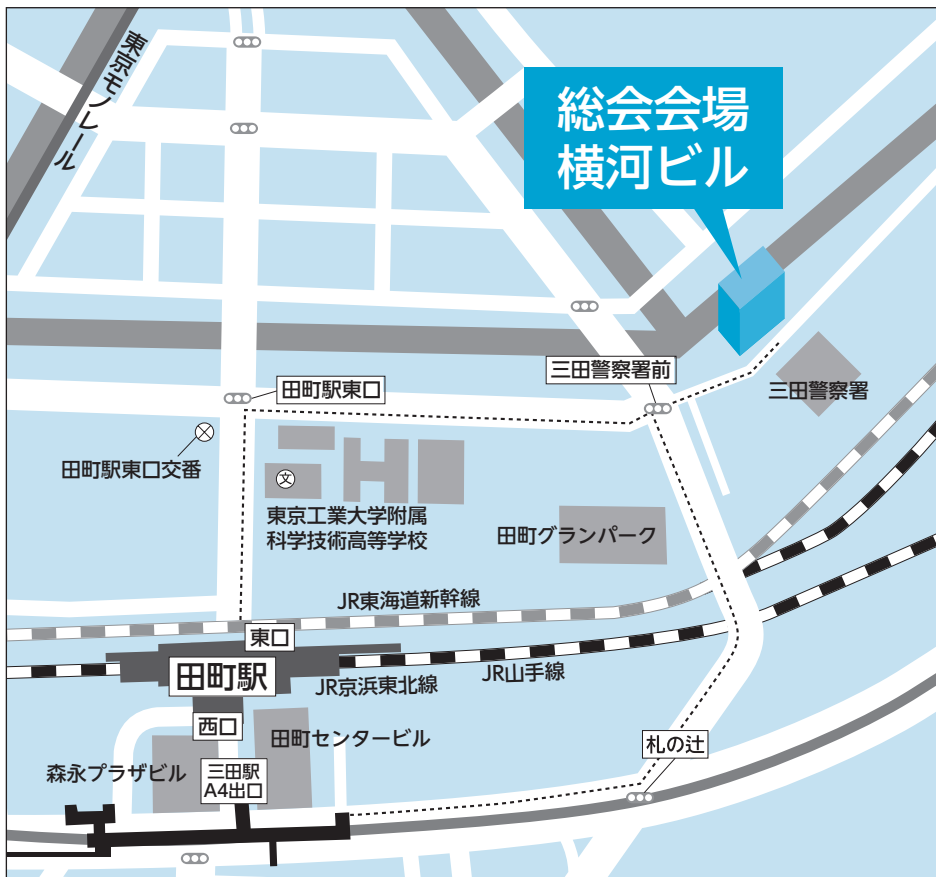 東京モノレール
総会会場
横河ビル
三田警察署前
田町駅東口
三田警察署
田町駅東口交番
文
東京工業大学附属
科学技術高等学校
田町グランパーク
JR東海道新幹線
東口
田町駅
JR京浜東北線
JR山手線
西口
田町センタービル
札の辻
森永プラザビル
三田駅
A4出口